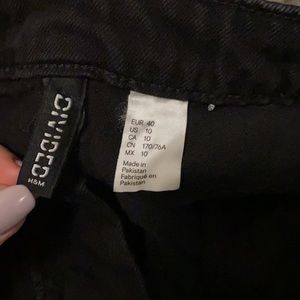 DIVIDED
H&M
EUR 40
US 10
CA 10
CN 170/76A
MX 10
Made in
Pakistan
Fabriqué en
Pakistan